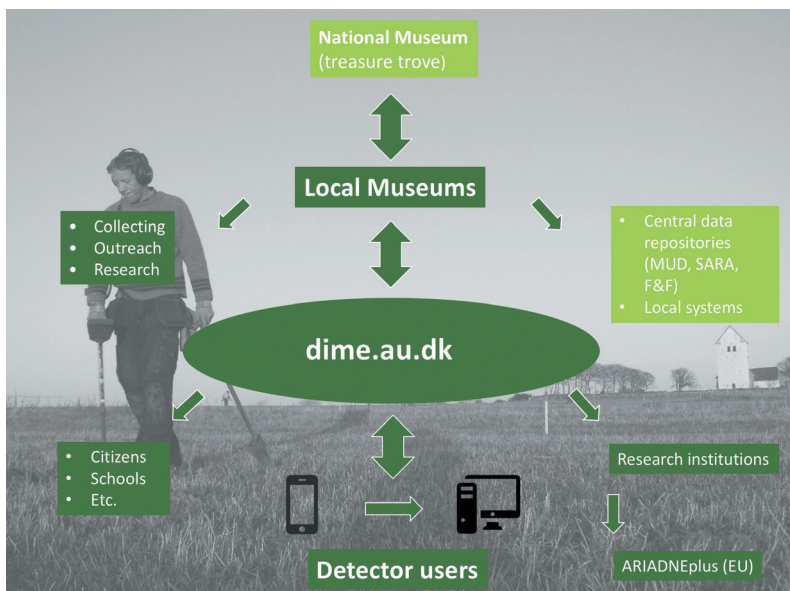 National Museum
(treasure trove)
Local Museums
• Collecting
• Outreach
• Research
• Central data
repositories
(MUD, SARA,
F&F)
• Local systems
dime.au.dk
• Citizens
• Schools
• Etc.
Research institutions
ARIADNEplus (EU)
Detector users